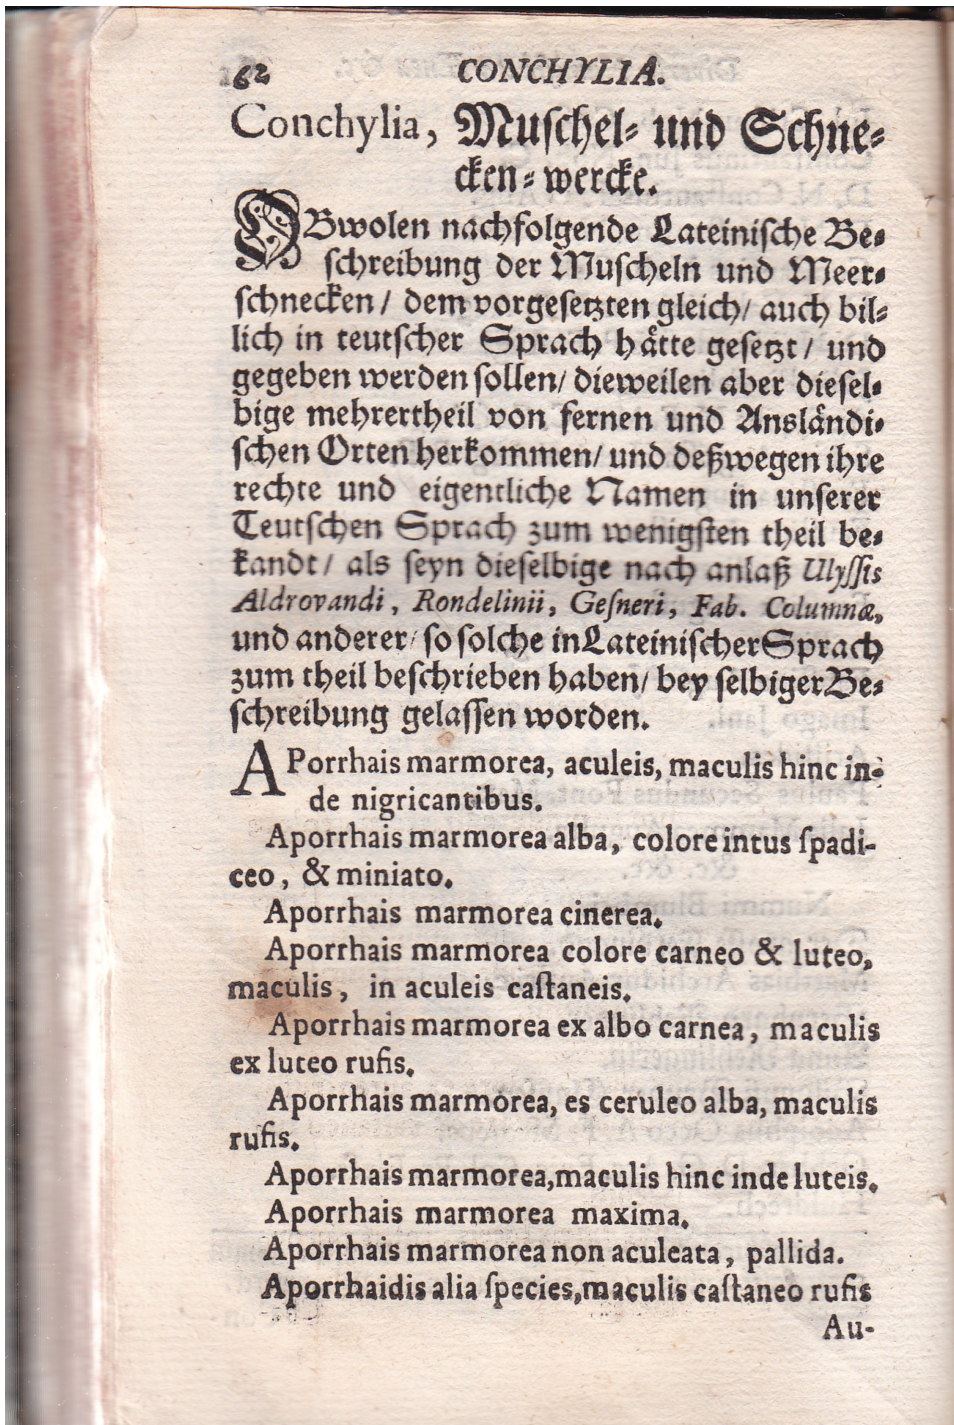 62 CONCHYLIA.
Conchylia, Muſchel- und Schne-
cken-wercke.
OBwolen nachfolgende Lateiniſche Be-
ſchreibung der Muſcheln und Meer-
ſchnecken/ dem vorgeſetzten gleich/ auch bil-
lich in teutſcher Sprach haͤtte geſetzt/ und
gegeben werden ſollen/ dieweilen aber dieſel-
bige mehrertheil von fernen und Anslaͤndi-
ſchen Orten herkommen/ und deßwegen ihre
rechte und eigentliche Namen in unſerer
Teutſchen Sprach zum wenigſten theil be-
kandt/ als ſeyn dieſelbige nach anlaß Ulyſſis
Aldrovandi, Rondelinii, Geſneri, Fab. Columnæ,
und anderer/ ſo ſolche in Lateiniſcher Sprach
zum theil beſchrieben haben/ bey ſelbiger Be-
ſchreibung gelaſſen worden.
APorrhais marmorea, aculeis, maculis hinc in-
de nigricantibus.
Aporrhais marmorea alba, colore intus ſpadi-
ceo, & miniato.
Aporrhais marmorea cinerea.
Aporrhais marmorea colore carneo & luteo,
maculis, in aculeis caſtaneis.
Aporrhais marmorea ex albo carnea, maculis
ex luteo rufis.
Aporrhais marmorea, es ceruleo alba, maculis
rufis.
Aporrhais marmorea, maculis hinc inde luteis.
Aporrhais marmorea maxima.
Aporrhais marmorea non aculeata, pallida.
Aporrhaidis alia ſpecies, maculis caſtaneo rufis
Au-